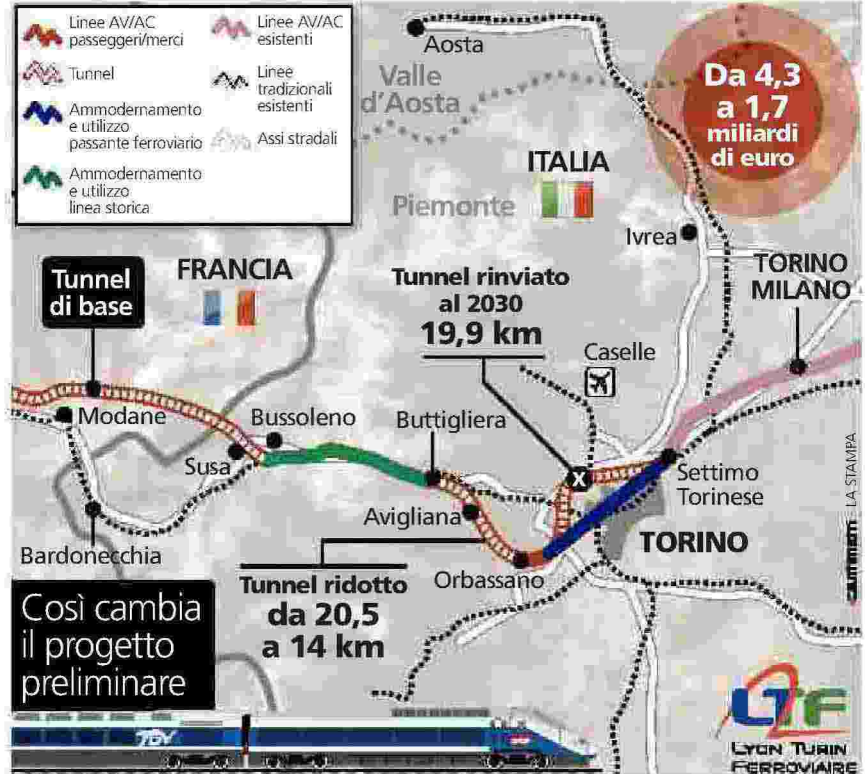 Linee AV/AC
passeggeri/merci
Tunnel
Ammodernamento
e utilizzo
passante ferroviario
Ammodernamento
e utilizzo
linea storica
Linee AV/AC
esistenti
Linee
tradizionali
esistenti
Assi stradali
Aosta
Valle
d'Aosta
Da 4,3
a 1,7
miliardi
di euro
ITALIA
Piemonte
Ivrea
FRANCIA
Tunnel
di base
Tunnel rinviato
al 2030
19,9 km
TORINO
MILANO
Caselle
Modane
Bussoleno
Buttigliera
Susa
X
Settimo
Torinese
Avigliana
TORINO
Bardonecchia
Orbassano
Tunnel ridotto
da 20,5
a 14 km
Così cambia
il progetto
preliminare
LA STAMPA
TGV
LTF
LYON TURIN
FERROVIAIRE